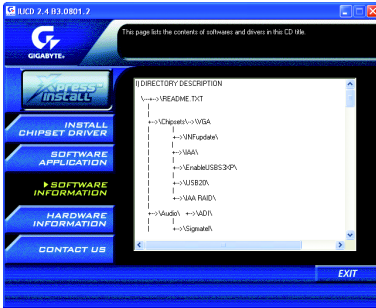 IUCD 2.4 B3.0801.2
This page lists the contents of softwares and drivers in this CD title.
GIGABYTE
Xpress
Install
INSTALL
CHIPSET DRIVER
SOFTWARE
APPLICATION
SOFTWARE
INFORMATION
HARDWARE
INFORMATION
CONTACT US
I) DIRECTORY DESCRIPTION
\--+-->\README.TXT
|
+-->\Chipsets\-->\VGA
| |
| +-->\INFupdate\
| |
| +-->\IAA\
| |
| +-->\EnableUSBS3XP\
| |
| +-->\USB20\
| |
| +-->\IAA RAID\
|
+-->\Audio\ +-->\ADI\
| |
| +-->\Sigmatel\
EXIT